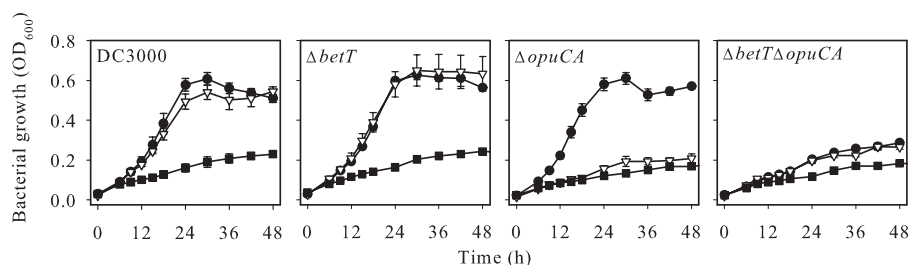 Bacterial growth (OD600)
0.8
0.6
0.4
0.2
0.0
DC3000
ΔbetT
ΔopuCA
ΔbetTΔopuCA
0 12 24 36 48 0 12 24 36 48 0 12 24 36 48 0 12 24 36 48
Time (h)